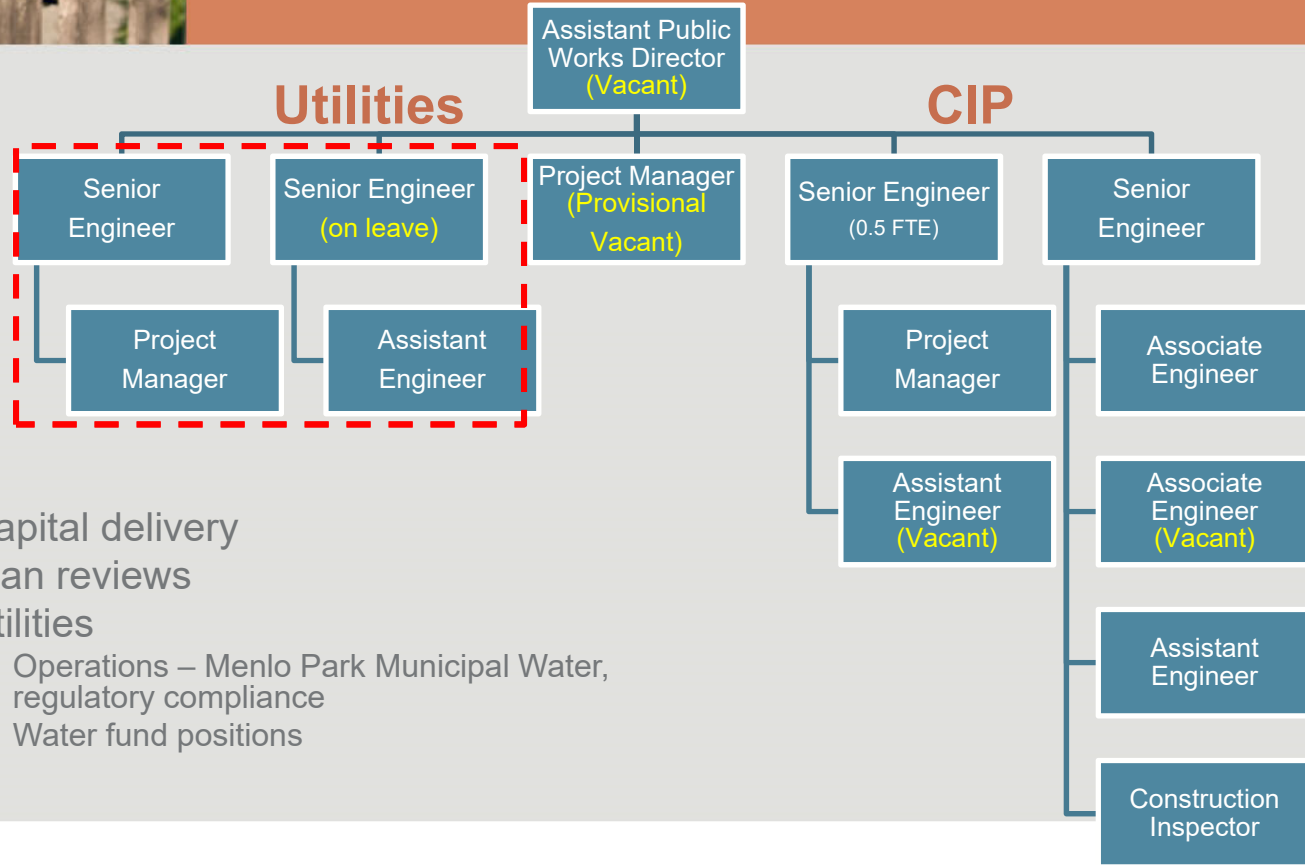 Assistant Public
Works Director
(Vacant)
Utilities
CIP
Senior
Engineer
Senior Engineer
(on leave)
Project Manager
(Provisional
Vacant)
Senior Engineer
(0.5 FTE)
Senior
Engineer
Project
Manager
Assistant
Engineer
Project
Manager
Associate
Engineer
Assistant
Engineer
(Vacant)
Associate
Engineer
(Vacant)
Assistant
Engineer
Construction
Inspector
apital delivery
an reviews
tilities
Operations – Menlo Park Municipal Water,
regulatory compliance
Water fund positions